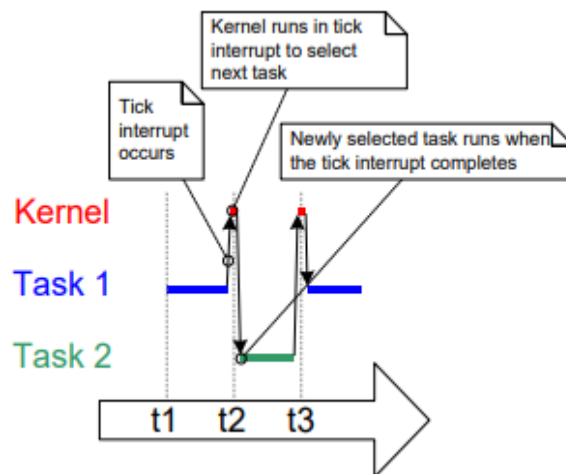 Kernel runs in tick
interrupt to select
next task
Tick
interrupt
occurs
Newly selected task runs when
the tick interrupt completes
Kernel
Task 1
Task 2
t1 t2 t3